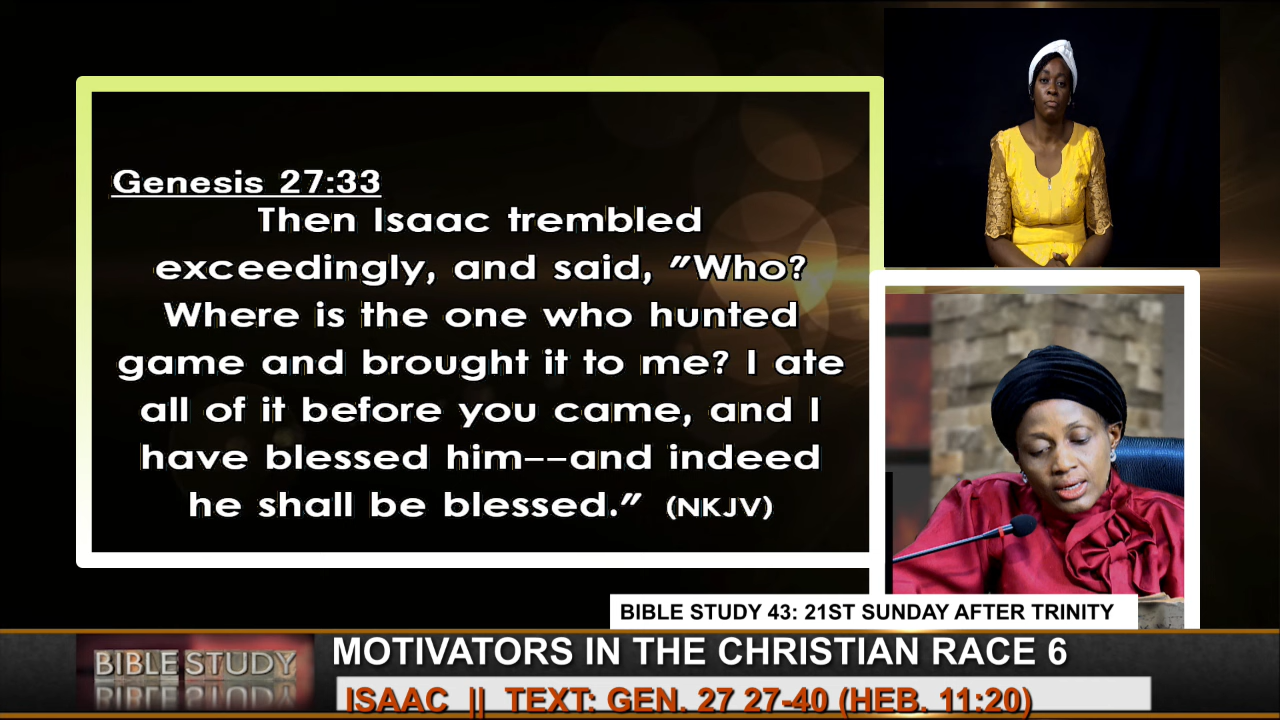 Genesis 27:33
Then Isaac trembled
exceedingly, and said, "Who?
Where is the one who hunted
game and brought it to me? I ate
all of it before you came, and I
have blessed him--and indeed
he shall be blessed." (NKJV)
BIBLE STUDY 43: 21ST SUNDAY AFTER TRINITY
BIBLE STUDY
MOTIVATORS IN THE CHRISTIAN RACE 6
ISAAC || TEXT: GEN. 27 27-40 (HEB. 11:20)